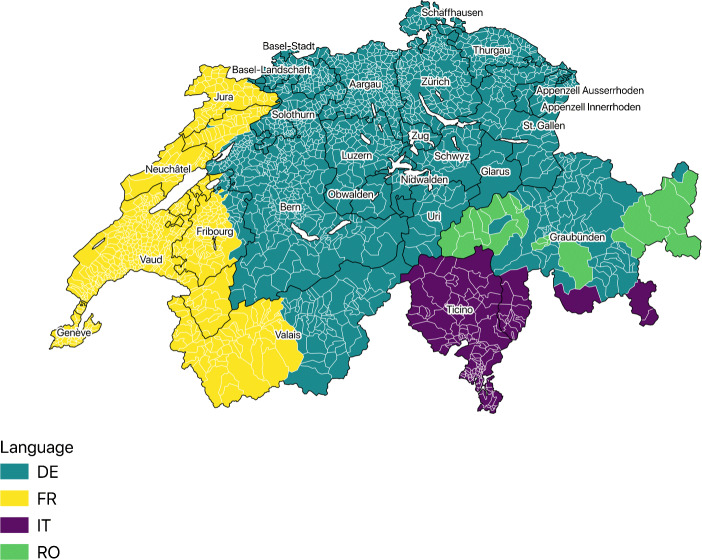 Schaffhausen
Basel-Stadt
Thurgau
Basel-Landschaft
Aargau
Zürich
Jura
Appenzell Ausserrhoden
Appenzell Innerrhoden
Solothurn
St. Gallen
Zug
Luzern
Schwyz
Neuchâtel
Glarus
Nidwalden
Obwalden
Bern
Uri
Fribourg
Graubünden
Vaud
Ticino
Genève
Valais
Language
DE
FR
IT
RO